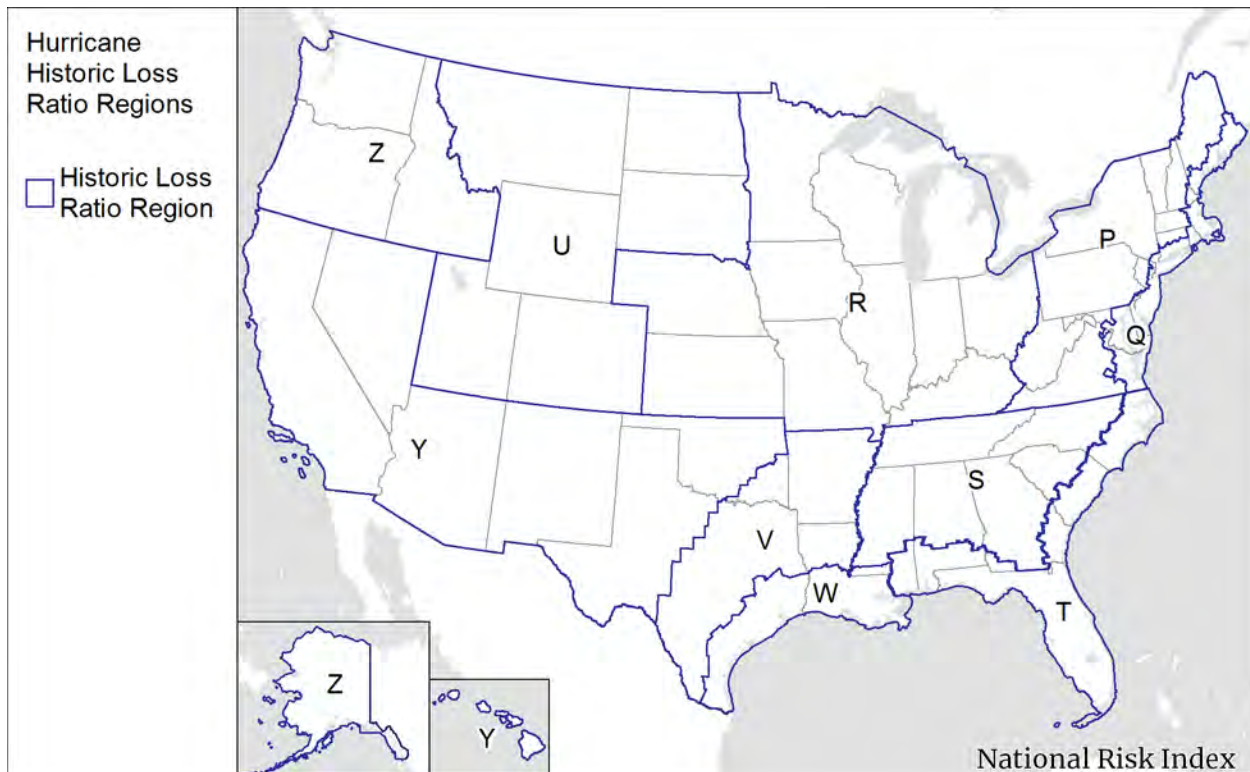 Hurricane
Historic Loss
Ratio Regions
Historic Loss
Ratio Region
Z
U
P
R
Q
Y
S
V
W
T
Z
Y
National Risk Index